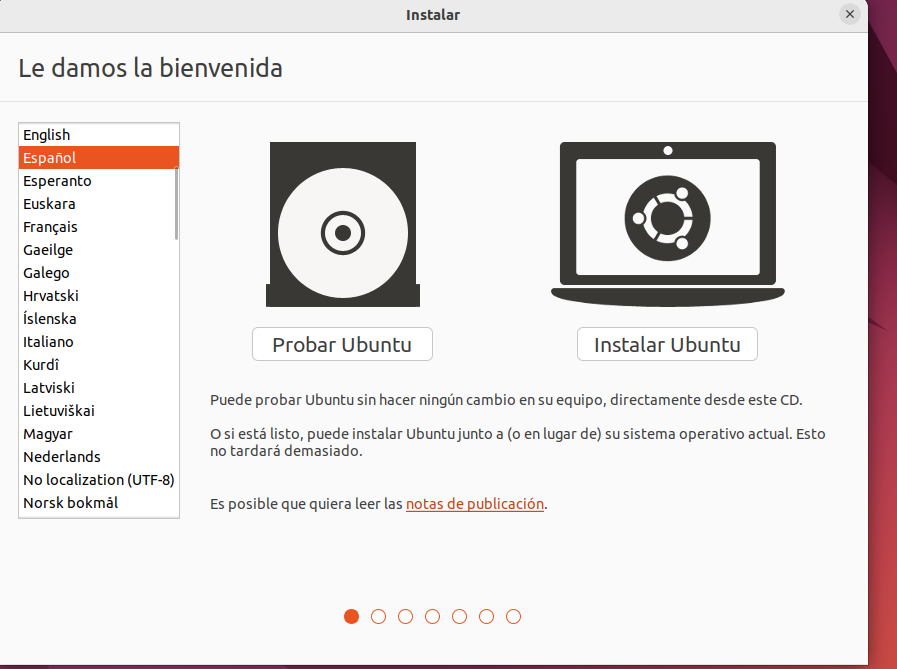 Instalar
Le damos la bienvenida
English
Español
Esperanto
Euskara
Français
Gaeilge
Galego
Hrvatski
Íslenska
Italiano
Kurdî
Latviski
Lietuviškai
Magyar
Nederlands
No localization (UTF-8)
Norsk bokmål
Probar Ubuntu
Instalar Ubuntu
Puede probar Ubuntu sin hacer ningún cambio en su equipo, directamente desde este CD.
O si está listo, puede instalar Ubuntu junto a (o en lugar de) su sistema operativo actual. Esto
no tardará demasiado.
Es posible que quiera leer las notas de publicación.